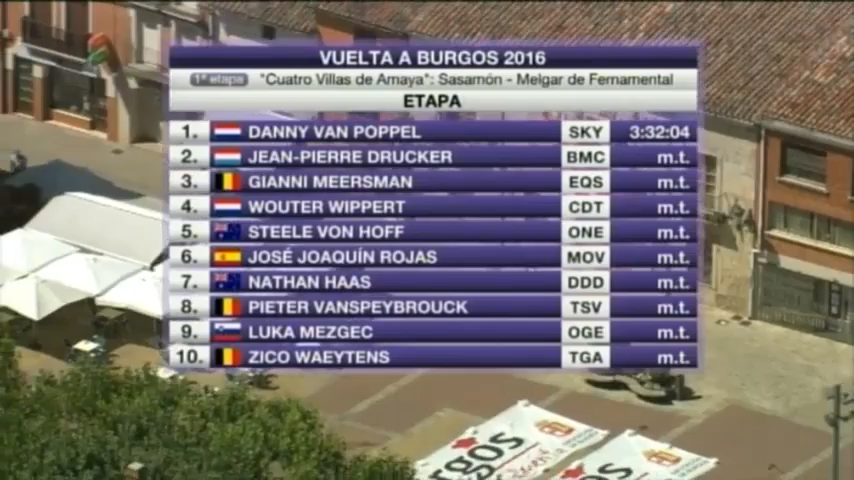 VUELTA A BURGOS 2016
1ª etapa "Cuatro Villas de Amaya": Sasamón - Melgar de Fernamental
ETAPA
1. DANNY VAN POPPEL SKY 3:32:04
2. JEAN-PIERRE DRUCKER BMC m.t.
3. GIANNI MEERSMAN EQS m.t.
4. WOUTER WIPPERT CDT m.t.
5. STEELE VON HOFF ONE m.t.
6. JOSÉ JOAQUÍN ROJAS MOV m.t.
7. NATHAN HAAS DDD m.t.
8. PIETER VANSPEYBROUCK TSV m.t.
9. LUKA MEZGEC OGE m.t.
10. ZICO WAEYTENS TGA m.t.